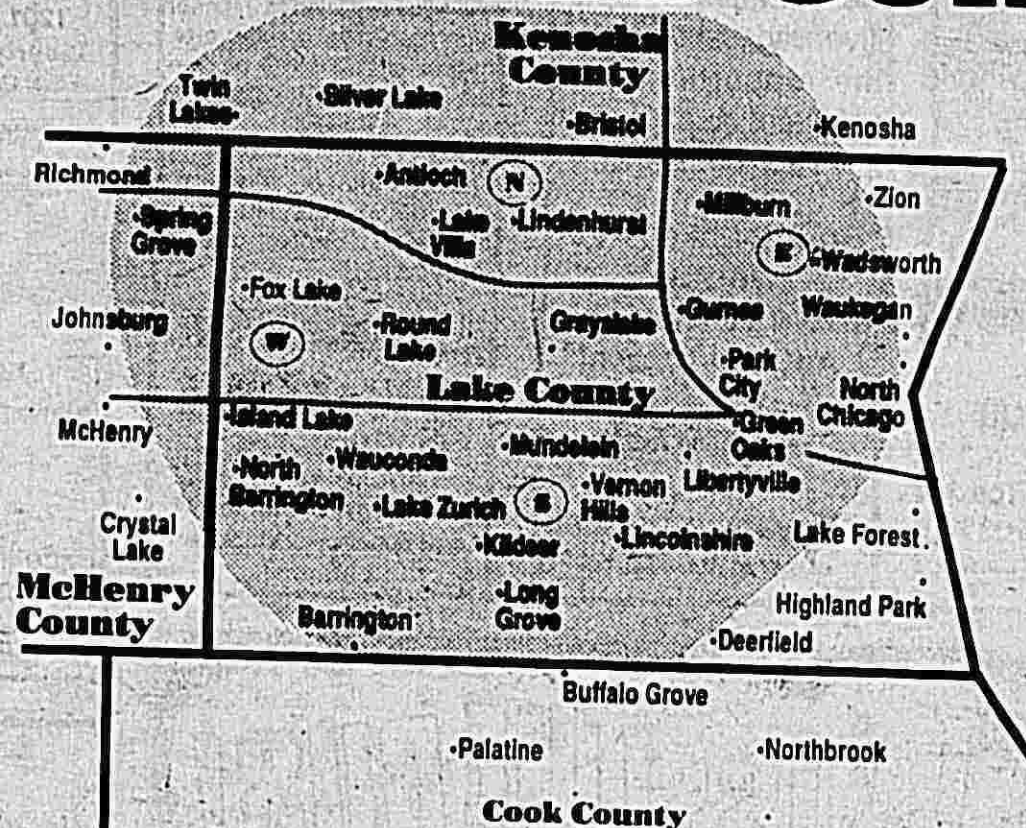 Kenosha
County
Twin
Lakes
Silver Lake
Bristol
Kenosha
Richmond
Antioch
N
Millburn
Zion
Spring
Grove
Lake
Villa
Lindenhurst
E
Wadsworth
Fox Lake
Johnsburg
Round
Lake
Grayslake
Gurnee
Waukegan
W
Park
City
Lake County
North
Chicago
McHenry
Island Lake
Green
Oaks
Mundelein
North
Barrington
Wauconda
Vernon
Hills
Libertyville
Lake Zurich
S
Crystal
Lake
Kildeer
Lincolnshire
Lake Forest
McHenry
County
Long
Grove
Barrington
Highland Park
Deerfield
Buffalo Grove
Palatine
Northbrook
Cook County